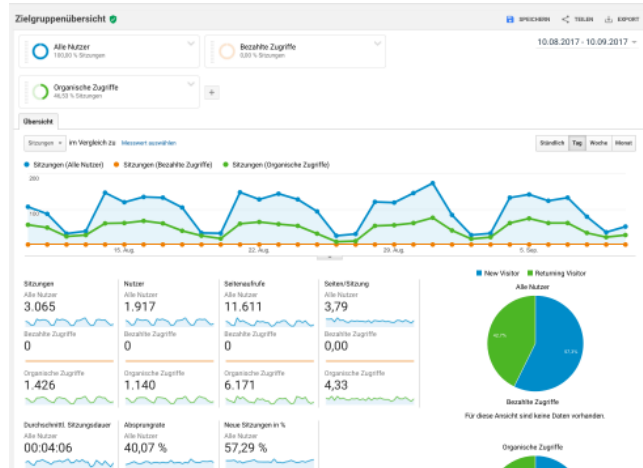 Zielgruppenübersicht
SPEICHERN TEILEN EXPORT
Alle Nutzer
100,00 % Sitzungen
Bezahlte Zugriffe
0,00 % Sitzungen
10.08.2017 - 10.09.2017
Organische Zugriffe
46,53 % Sitzungen
+
Übersicht
Sitzungen im Vergleich zu Messwert auswählen
Stündlich Tag Woche Monat
Sitzungen (Alle Nutzer) Sitzungen (Bezahlte Zugriffe) Sitzungen (Organische Zugriffe)
200
100
15. Aug. 22. Aug. 29. Aug. 5. Sep.
New Visitor Returning Visitor
Sitzungen Nutzer Seitenaufrufe Seiten/Sitzung
Alle Nutzer Alle Nutzer Alle Nutzer Alle Nutzer
3.065 1.917 11.611 3,79
Bezahlte Zugriffe Bezahlte Zugriffe Bezahlte Zugriffe Bezahlte Zugriffe
0 0 0 0,00
Organische Zugriffe Organische Zugriffe Organische Zugriffe Organische Zugriffe
1.426 1.140 6.171 4,33
Alle Nutzer
42,7%
57,3%
Bezahlte Zugriffe
Für diese Ansicht sind keine Daten vorhanden.
Durchschnittl. Sitzungsdauer Absprungrate Neue Sitzungen in %
Alle Nutzer Alle Nutzer Alle Nutzer
00:04:06 40,07 % 57,29 %
Organische Zugriffe